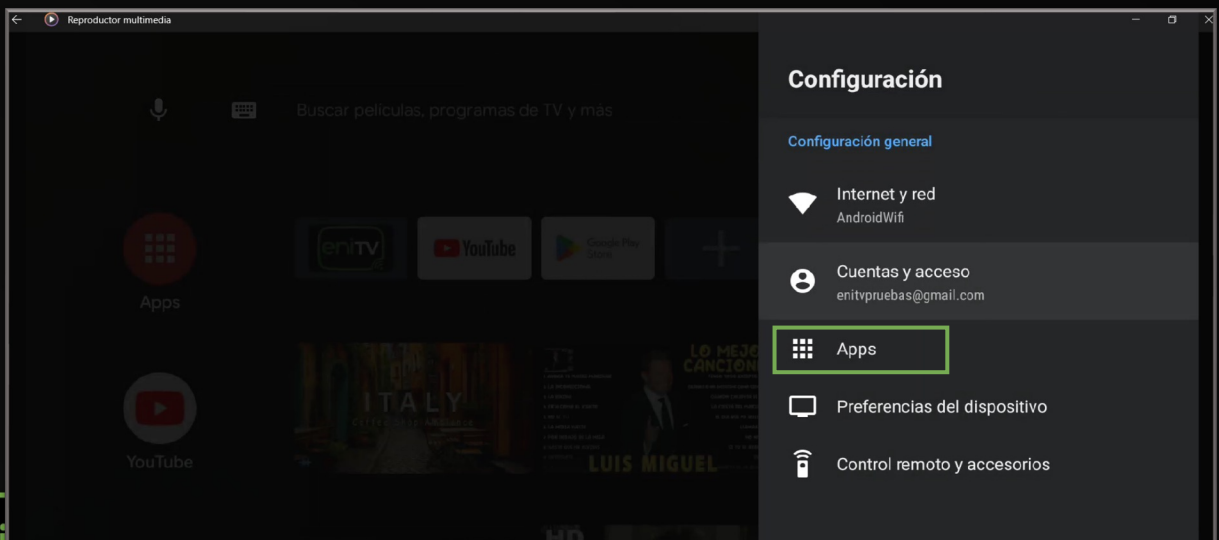 Reproductor multimedia
Configuración
Buscar películas, programas de TV y más
Configuración general
Internet y red
AndroidWifi
eniTV
YouTube
Google Play Store
Cuentas y acceso
enitvpruebas@gmail.com
Apps
Apps
LO MEJOR
CANCION
ITALY
Preferencias del dispositivo
YouTube
LUIS MIGUEL
Control remoto y accesorios
HD